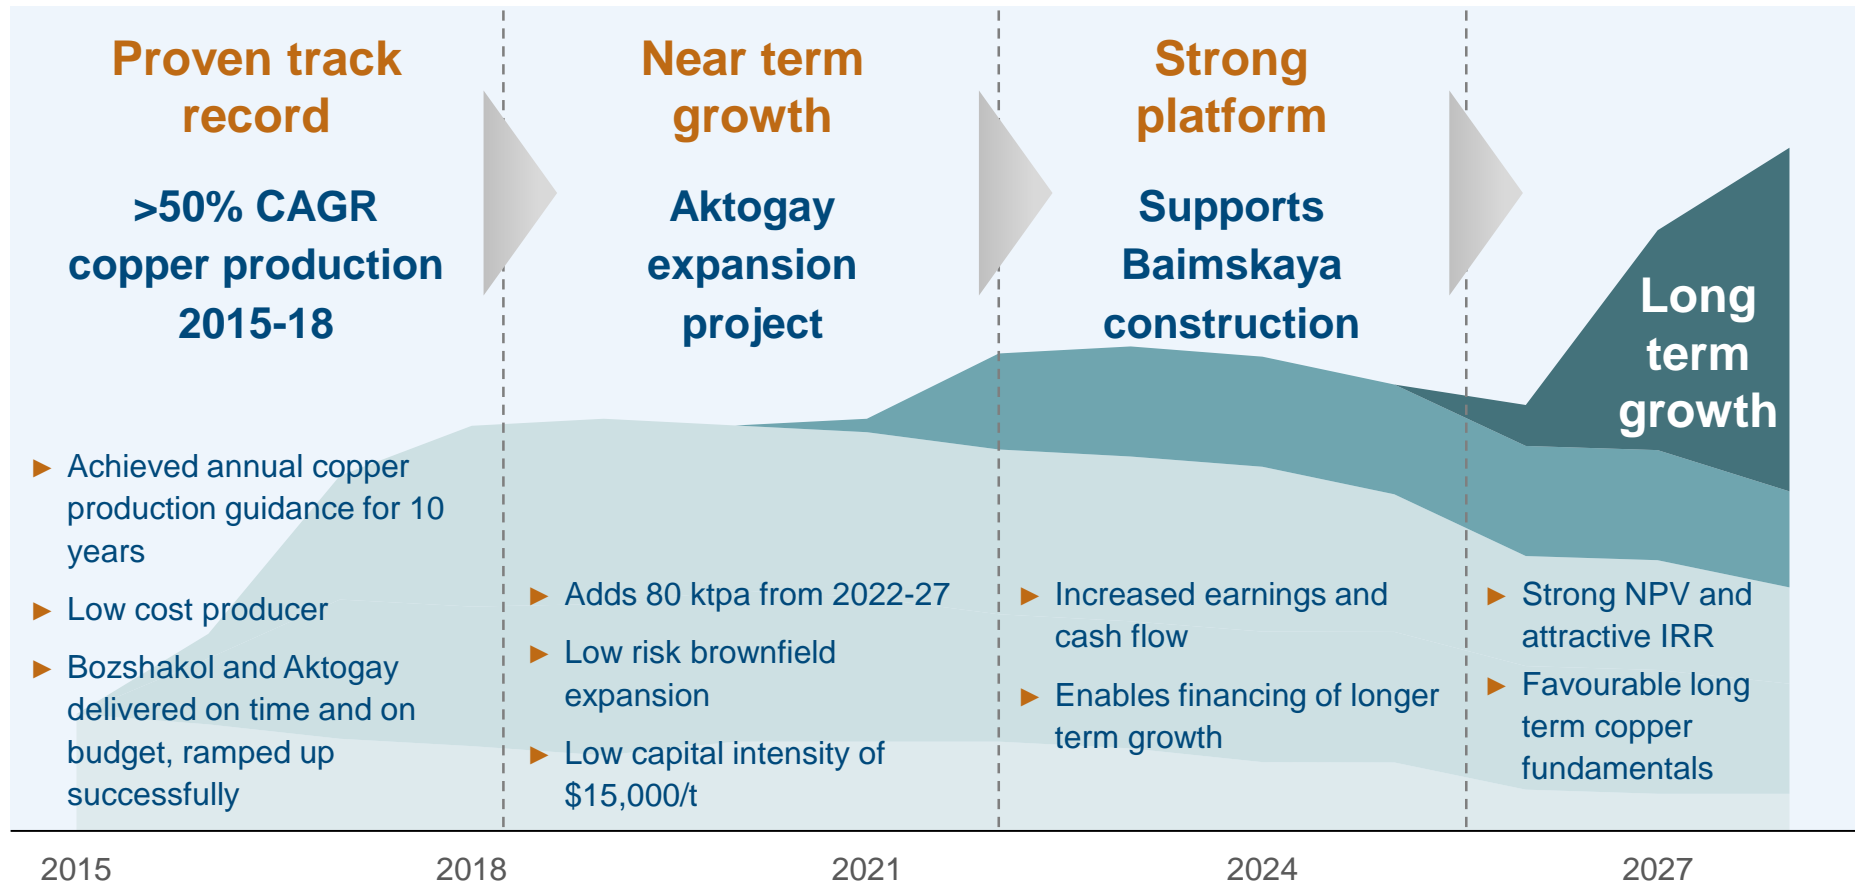 Proven track
record
>50% CAGR
copper production
2015-18
► Achieved annual copper
production guidance for 10
years
► Low cost producer
► Bozshakol and Aktogay
delivered on time and on
budget, ramped up
successfully
Near term
growth
Aktogay
expansion
project
► Adds 80 ktpa from 2022-27
► Low risk brownfield
expansion
► Low capital intensity of
$15,000/t
Strong
platform
Supports
Baimskaya
construction
► Increased earnings and
cash flow
► Enables financing of longer
term growth
Long
term
growth
► Strong NPV and
attractive IRR
► Favourable long
term copper
fundamentals
2015
2018
2021
2024
2027